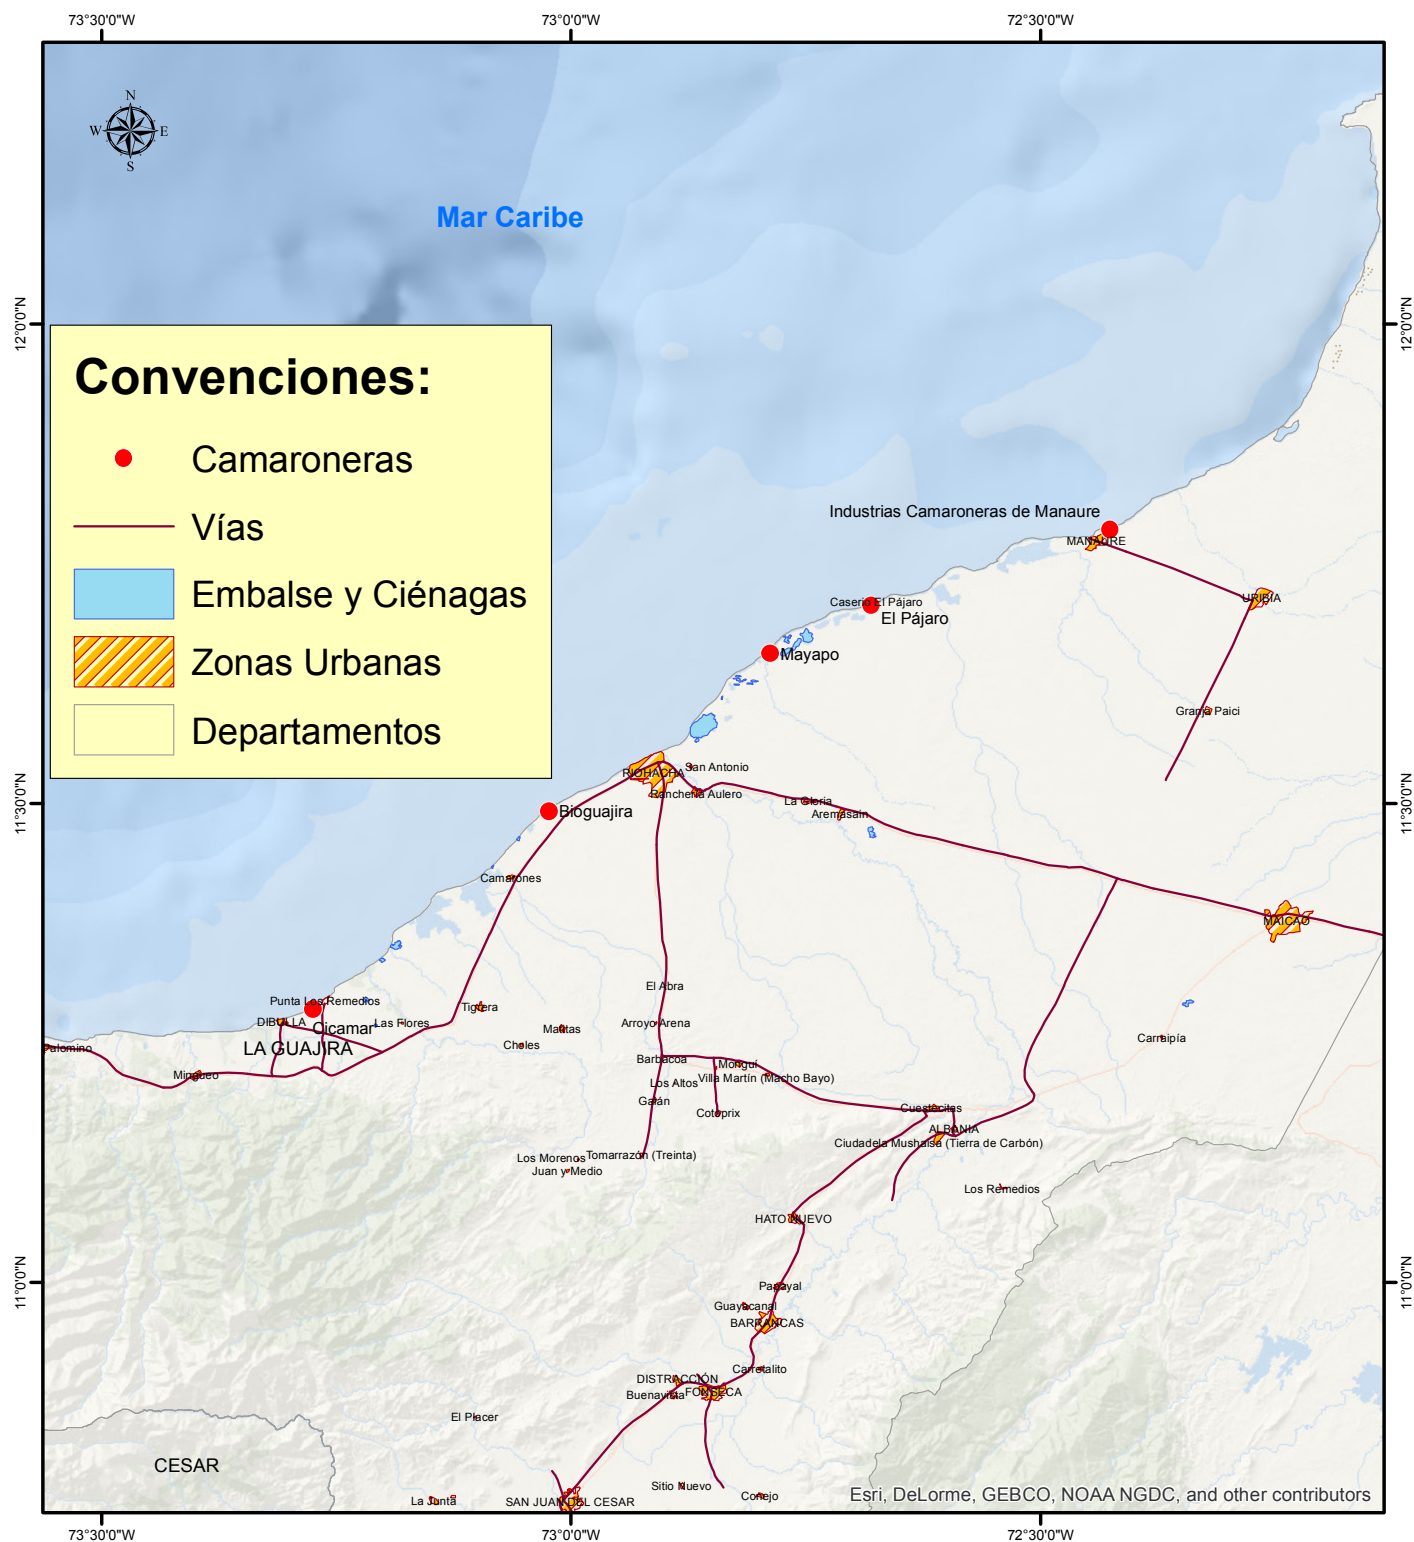 73°30'0"W
73°0'0"W
72°30'0"W
N
W
E
S
Mar Caribe
12°0'0"N
12°0'0"N
Convenciones:
Camaroneras
Vías
Embalse y Ciénagas
Zonas Urbanas
Departamentos
Industrias Camaroneras de Manaure
MANAURE
Caserio El Pájaro
El Pájaro
URIBIA
Mayapo
Granja Paici
RIOHACHA
San Antonio
Rancheria Aulero
La Gloria
Aremasain
11°30'0"N
11°30'0"N
Bioguajira
Camarones
MAICAO
El Abra
Punta Los Remedios
Tigrera
DIBULLA
Cicamar
Las Flores
Matitas
Arroyo Arena
Choles
Carraipía
Palomino
LA GUAJIRA
Mingueo
Barbacoa
Monguí
Villa Martín (Macho Bayo)
Los Altos
Galán
Cotoprix
Cuestecitas
ALBANIA
Ciudadela Mushaisa (Tierra de Carbón)
Los Morenos
Tomarrazón (Treinta)
Juan y Medio
Los Remedios
HATO NUEVO
11°0'0"N
11°0'0"N
Papayal
Guayacanal
BARRANCAS
Carretalito
DISTRACCIÓN
Buenavista
FONSECA
El Placer
CESAR
Sitio Nuevo
Conejo
La Junta
SAN JUAN DEL CESAR
Esri, DeLorme, GEBCO, NOAA NGDC, and other contributors
73°30'0"W
73°0'0"W
72°30'0"W